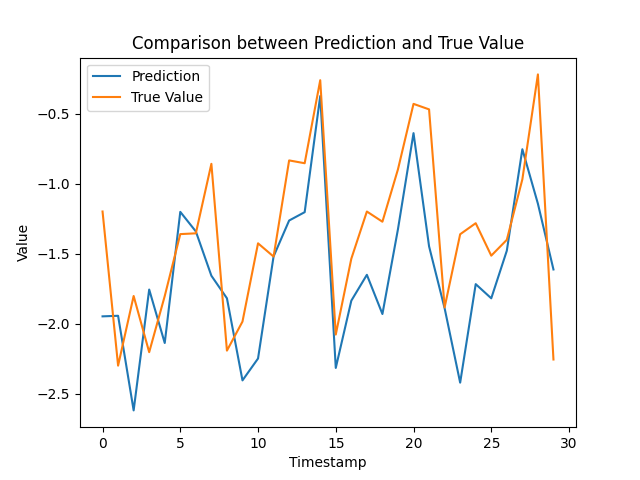 Comparison between Prediction and True Value
Prediction
True Value
−0.5
−1.0
−1.5
−2.0
−2.5
Value
0 5 10 15 20 25 30
Timestamp